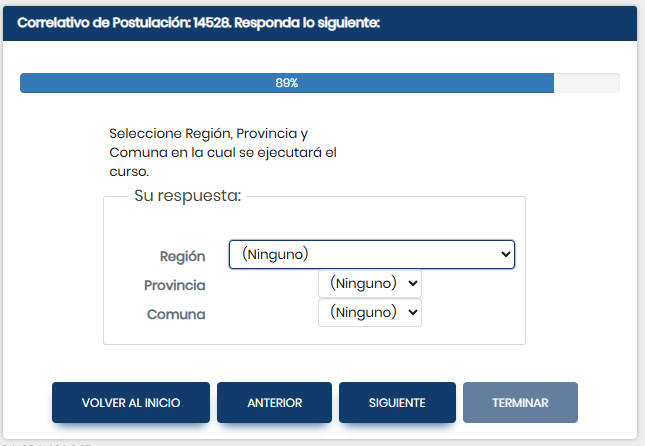 Correlativo de Postulación: 14528. Responda lo siguiente:
89%
Seleccione Región, Provincia y
Comuna en la cual se ejecutará el
curso.
Su respuesta:
Región (Ninguno)
Provincia (Ninguno)
Comuna (Ninguno)
VOLVER AL INICIO ANTERIOR SIGUIENTE TERMINAR